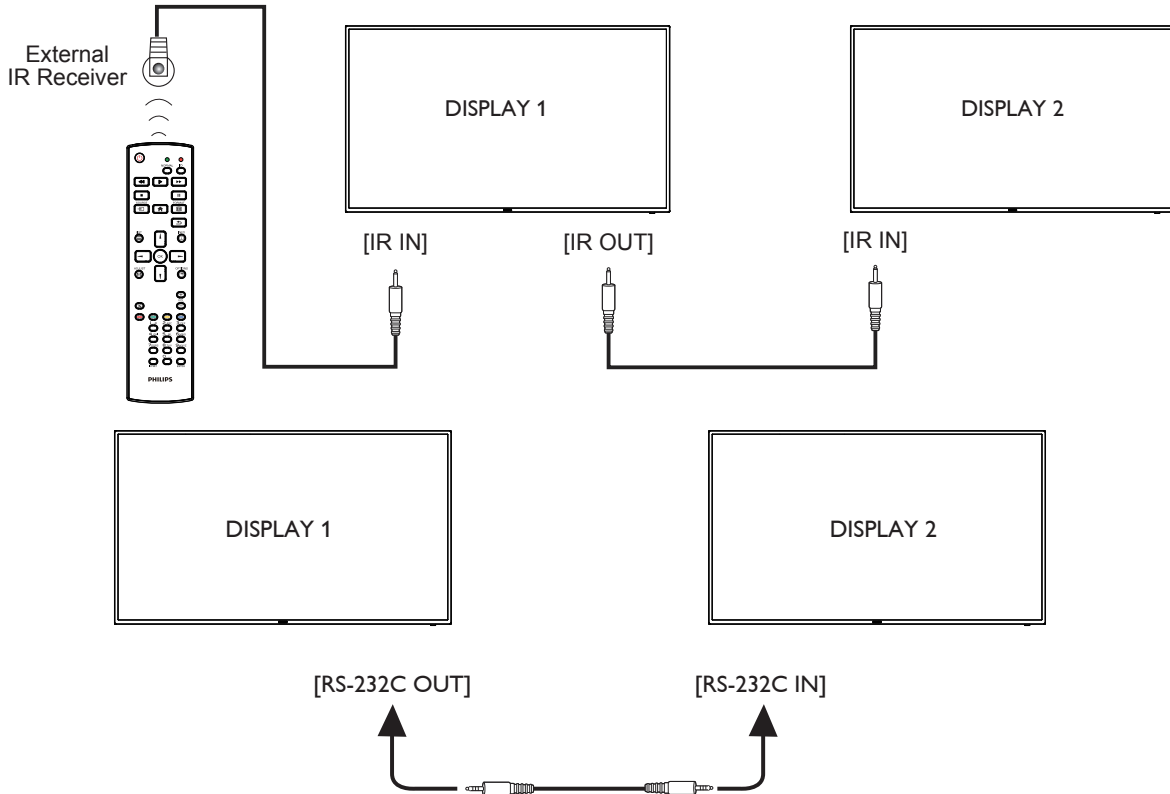 External
IR Receiver
DISPLAY 1
DISPLAY 2
[IR IN]
[IR OUT]
[IR IN]
PHILIPS
DISPLAY 1
DISPLAY 2
[RS-232C OUT]
[RS-232C IN]